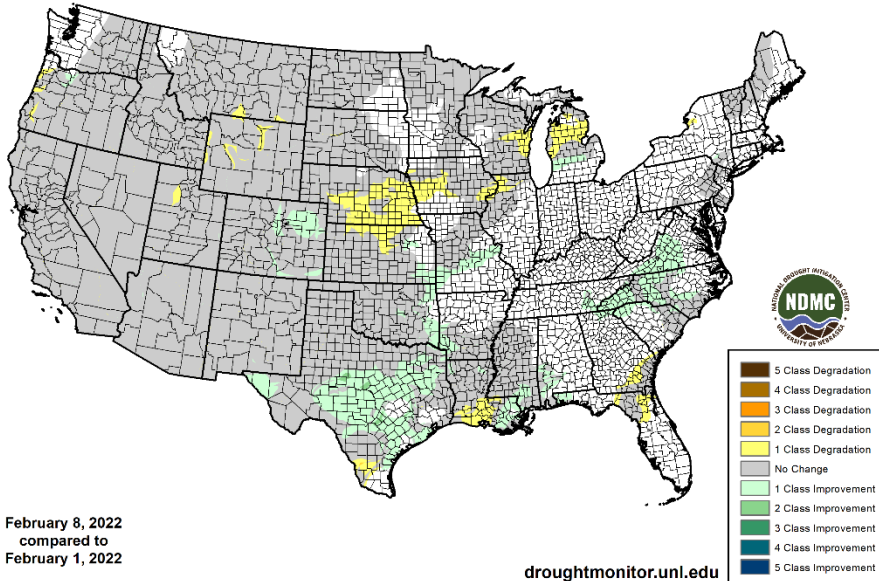 NATIONAL DROUGHT MITIGATION CENTER
NDMC
UNIVERSITY OF NEBRASKA
5 Class Degradation
4 Class Degradation
3 Class Degradation
2 Class Degradation
1 Class Degradation
No Change
1 Class Improvement
2 Class Improvement
3 Class Improvement
4 Class Improvement
5 Class Improvement
February 8, 2022
compared to
February 1, 2022
droughtmonitor.unl.edu